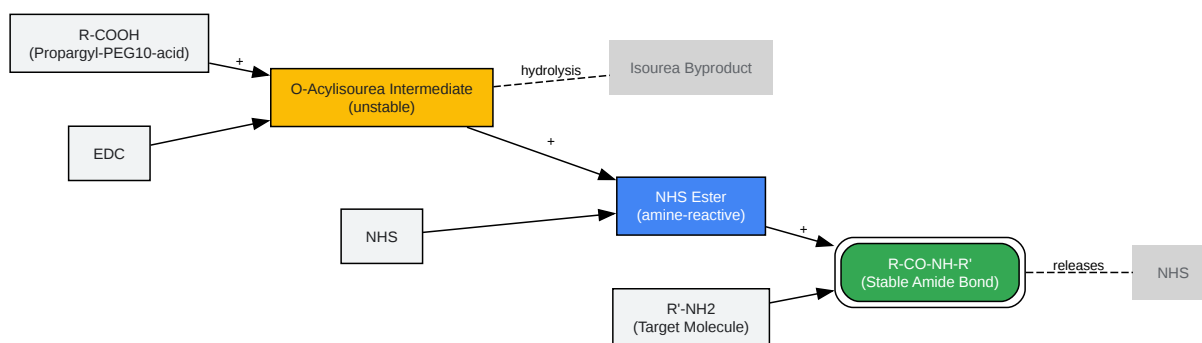 R-COOH
(Propargyl-PEG10-acid)
+
O-Acylisourea Intermediate
(unstable)
hydrolysis
Isourea Byproduct
EDC
+
NHS Ester
(amine-reactive)
NHS
+
R-CO-NH-R'
(Stable Amide Bond)
releases
NHS
R'-NH2
(Target Molecule)